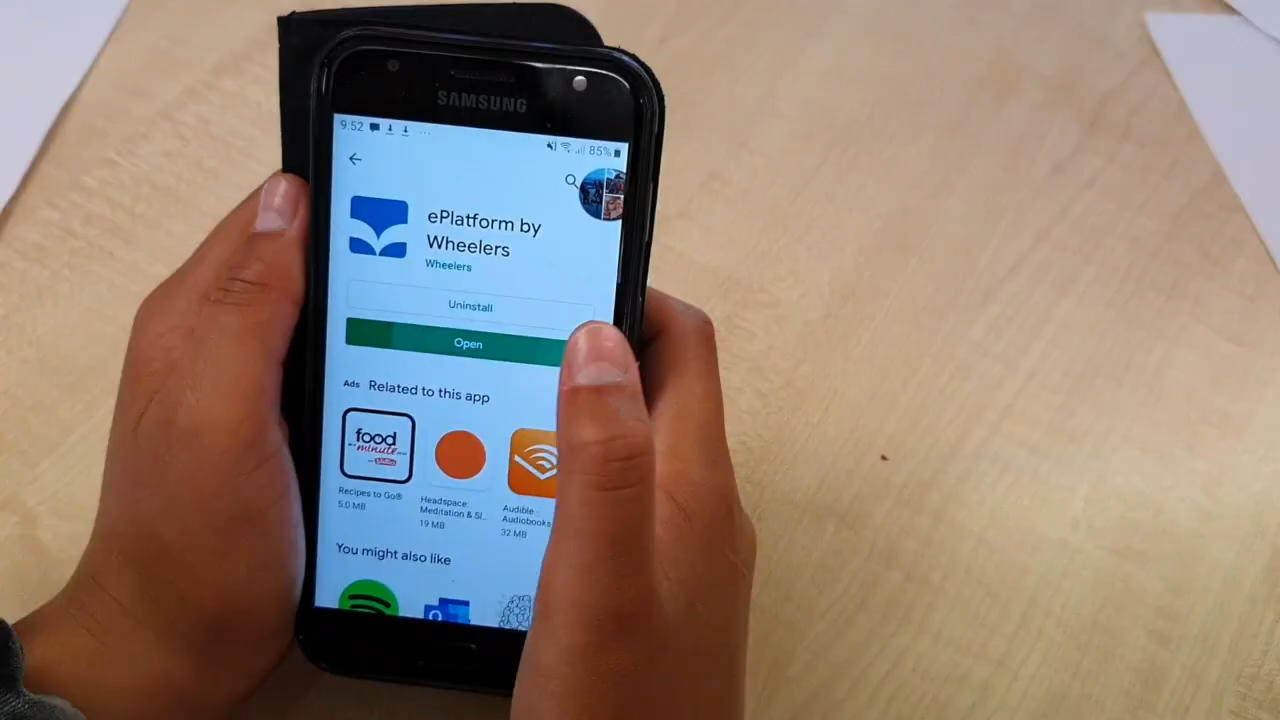 SAMSUNG
9:52
85%
ePlatform by
Wheelers
Wheelers
Uninstall
Open
Ads Related to this app
food
minute
Recipes to Go®
5.0 MB
Headspace:
Meditation & Sl...
19 MB
Audible -
Audiobooks
32 MB
You might also like